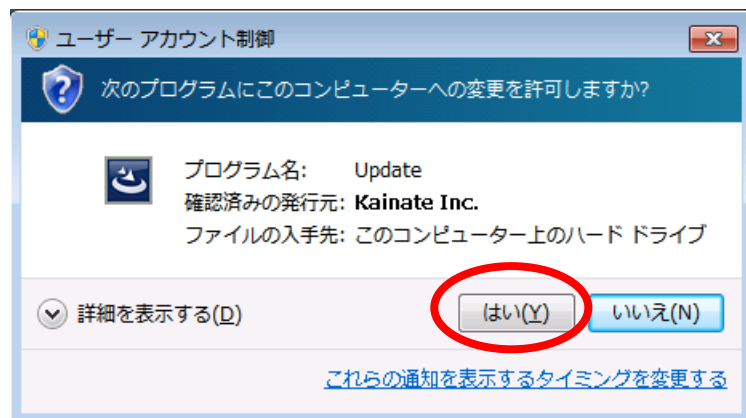 ユーザー アカウント制御
次のプログラムにこのコンピューターへの変更を許可しますか?
プログラム名: Update
確認済みの発行元: Kainate Inc.
ファイルの入手先: このコンピューター上のハード ドライブ
詳細を表示する(D) はい(Y) いいえ(N)
これらの通知を表示するタイミングを変更する